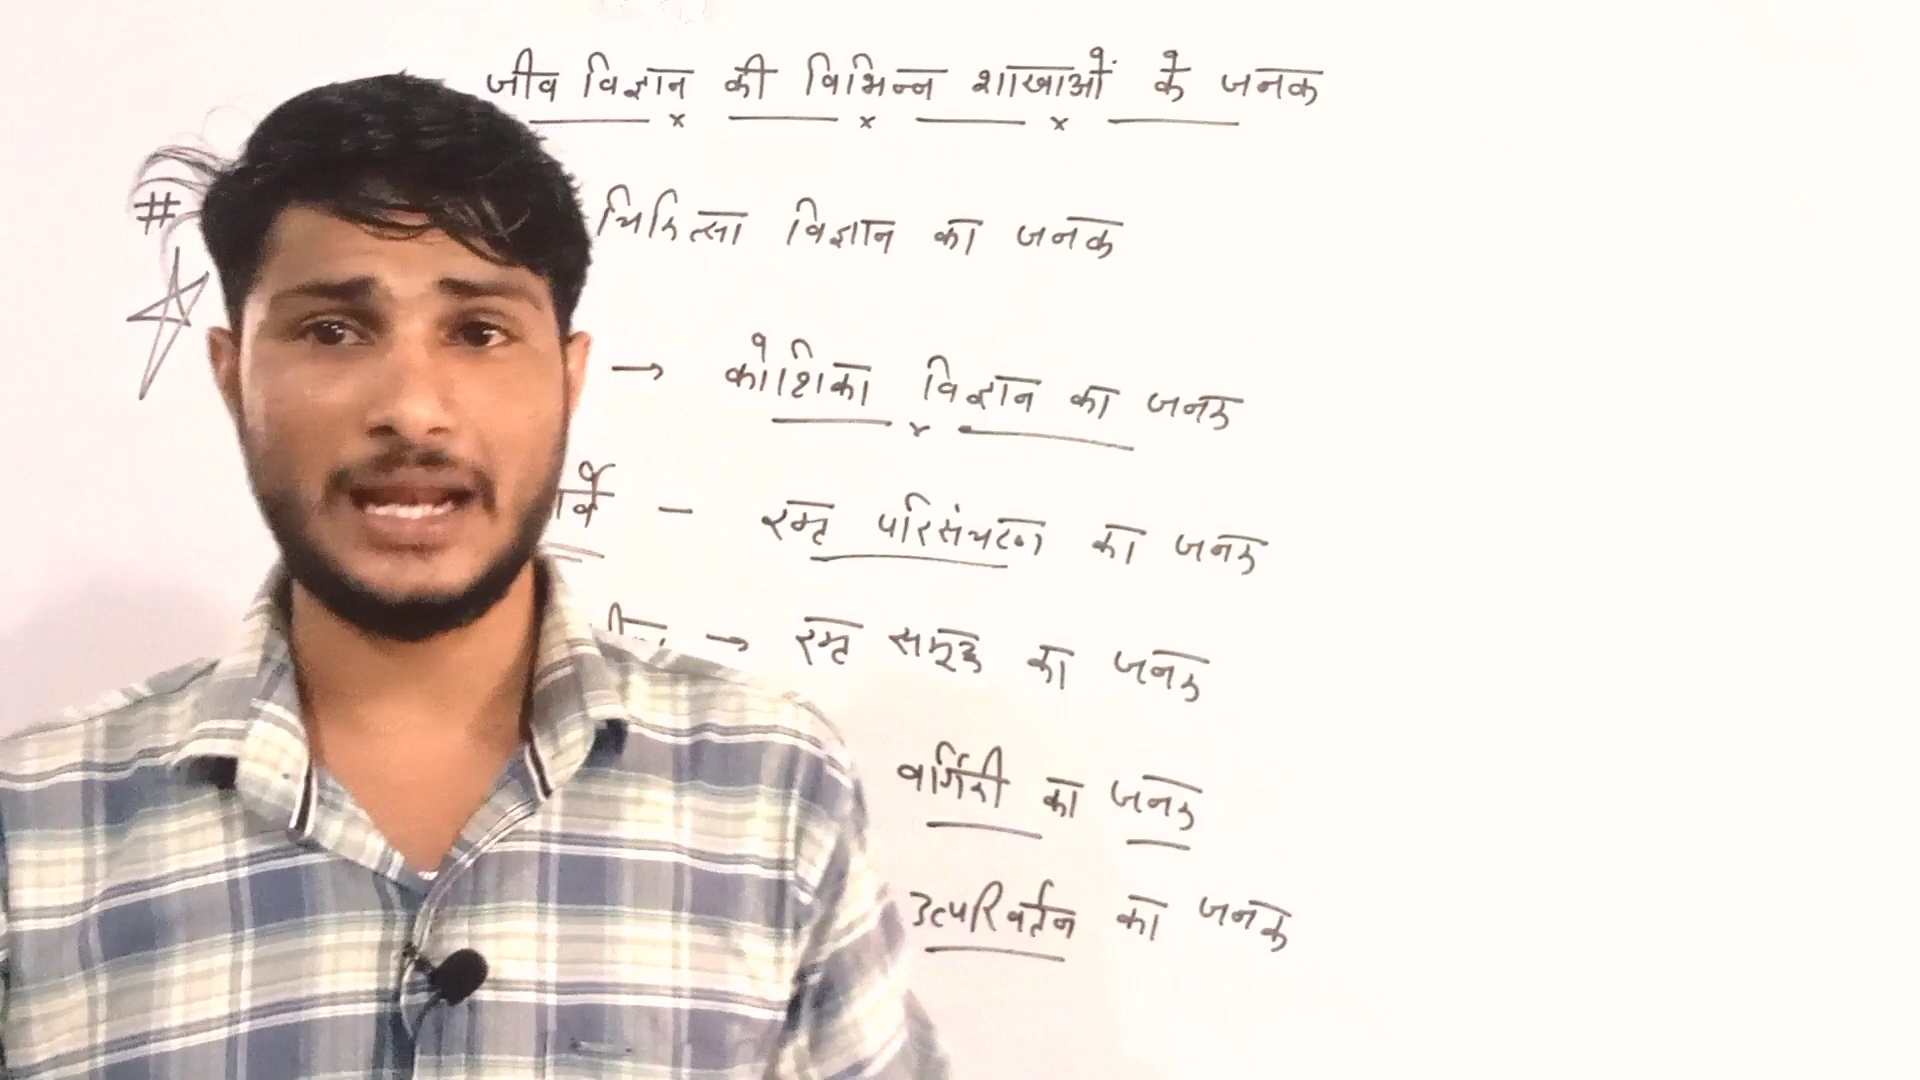 जीव विज्ञान की विभिन्न शाखाओं के जनक
# चिकित्सा विज्ञान का जनक
→ कोशिका विज्ञान का जनक
र्वे - रक्त परिसंचरण का जनक
→ रक्त समूह का जनक
वर्गिकी का जनक
उत्परिवर्तन का जनक